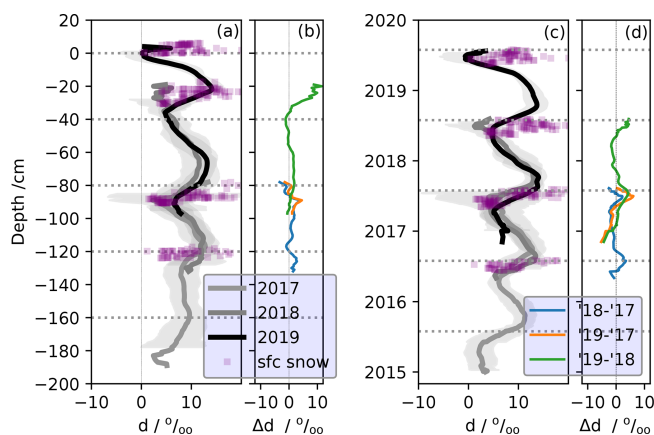 (a)
(b)
(c)
(d)
20
0
−20
−40
−60
−80
−100
−120
−140
−160
−180
−200
Depth /cm
−10 0 10
d / ⁰/₀₀
−10 0 10
Δd / ⁰/₀₀
2017
2018
2019
sfc snow
2020
2019
2018
2017
2016
2015
−10 0 10
d / ⁰/₀₀
−10 0 10
Δd / ⁰/₀₀
'18-'17
'19-'17
'19-'18